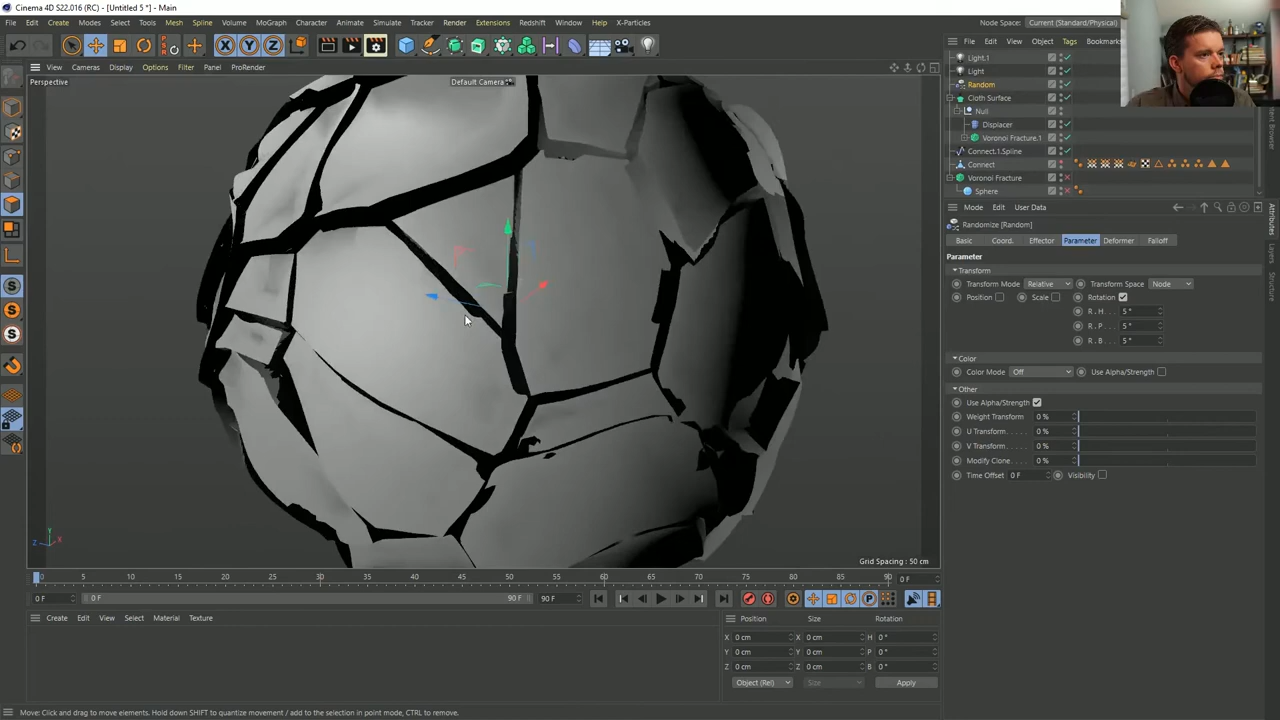 Cinema 4D S22.016 (RC) - [Untitled 5 *] - Main
File Edit Create Modes Select Tools Mesh Spline Volume MoGraph Character Animate Simulate Tracker Render Extensions Redshift Window Help X-Particles
Node Space: Current (Standard/Physical)
X Y Z
File Edit View Object Tags Bookmarks
View Cameras Display Options Filter Panel ProRender
Perspective
Default Camera
Light.1
Light
Random
Cloth Surface
Null
Displacer
Voronoi Fracture.1
Connect.1.Spline
Connect
Voronoi Fracture
Sphere
Mode Edit User Data
Randomize [Random]
Basic Coord. Effector Parameter Deformer Falloff
Parameter
Transform
Transform Mode Relative Transform Space Node
Position Scale Rotation
R . H 5 °
R . P 5 °
R . B 5 °
Color
Color Mode Off Use Alpha/Strength
Other
Use Alpha/Strength
Weight Transform 0 %
U Transform 0 %
V Transform 0 %
Modify Clone 0 %
Time Offset 0 F Visibility
Attributes
Layers
Structure
Y
Z X
Grid Spacing : 50 cm
0 5 10 15 20 25 30 35 40 45 50 55 60 65 70 75 80 85 90 0 F
0 F 0 F 90 F 90 F
P
Create Edit View Select Material Texture
Position Size Rotation
X 0 cm X 0 cm H 0 °
Y 0 cm Y 0 cm P 0 °
Z 0 cm Z 0 cm B 0 °
Object (Rel) Size Apply
Move: Click and drag to move elements. Hold down SHIFT to quantize movement / add to the selection in point mode, CTRL to remove.